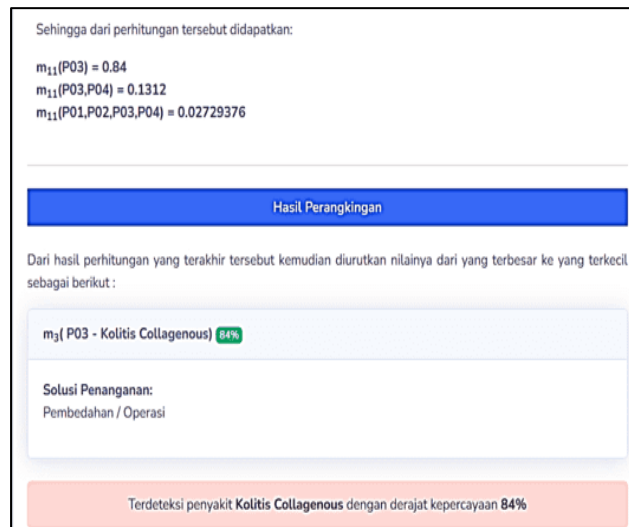 Sehingga dari perhitungan tersebut didapatkan:
m₁₁(P03) = 0.84
m₁₁(P03,P04) = 0.1312
m₁₁(P01,P02,P03,P04) = 0.02729376
Hasil Perangkingan
Dari hasil perhitungan yang terakhir tersebut kemudian diurutkan nilainya dari yang terbesar ke yang terkecil
sebagai berikut :
m₃( P03 - Kolitis Collagenous) 84%
Solusi Penanganan:
Pembedahan / Operasi
Terdeteksi penyakit Kolitis Collagenous dengan derajat kepercayaan 84%